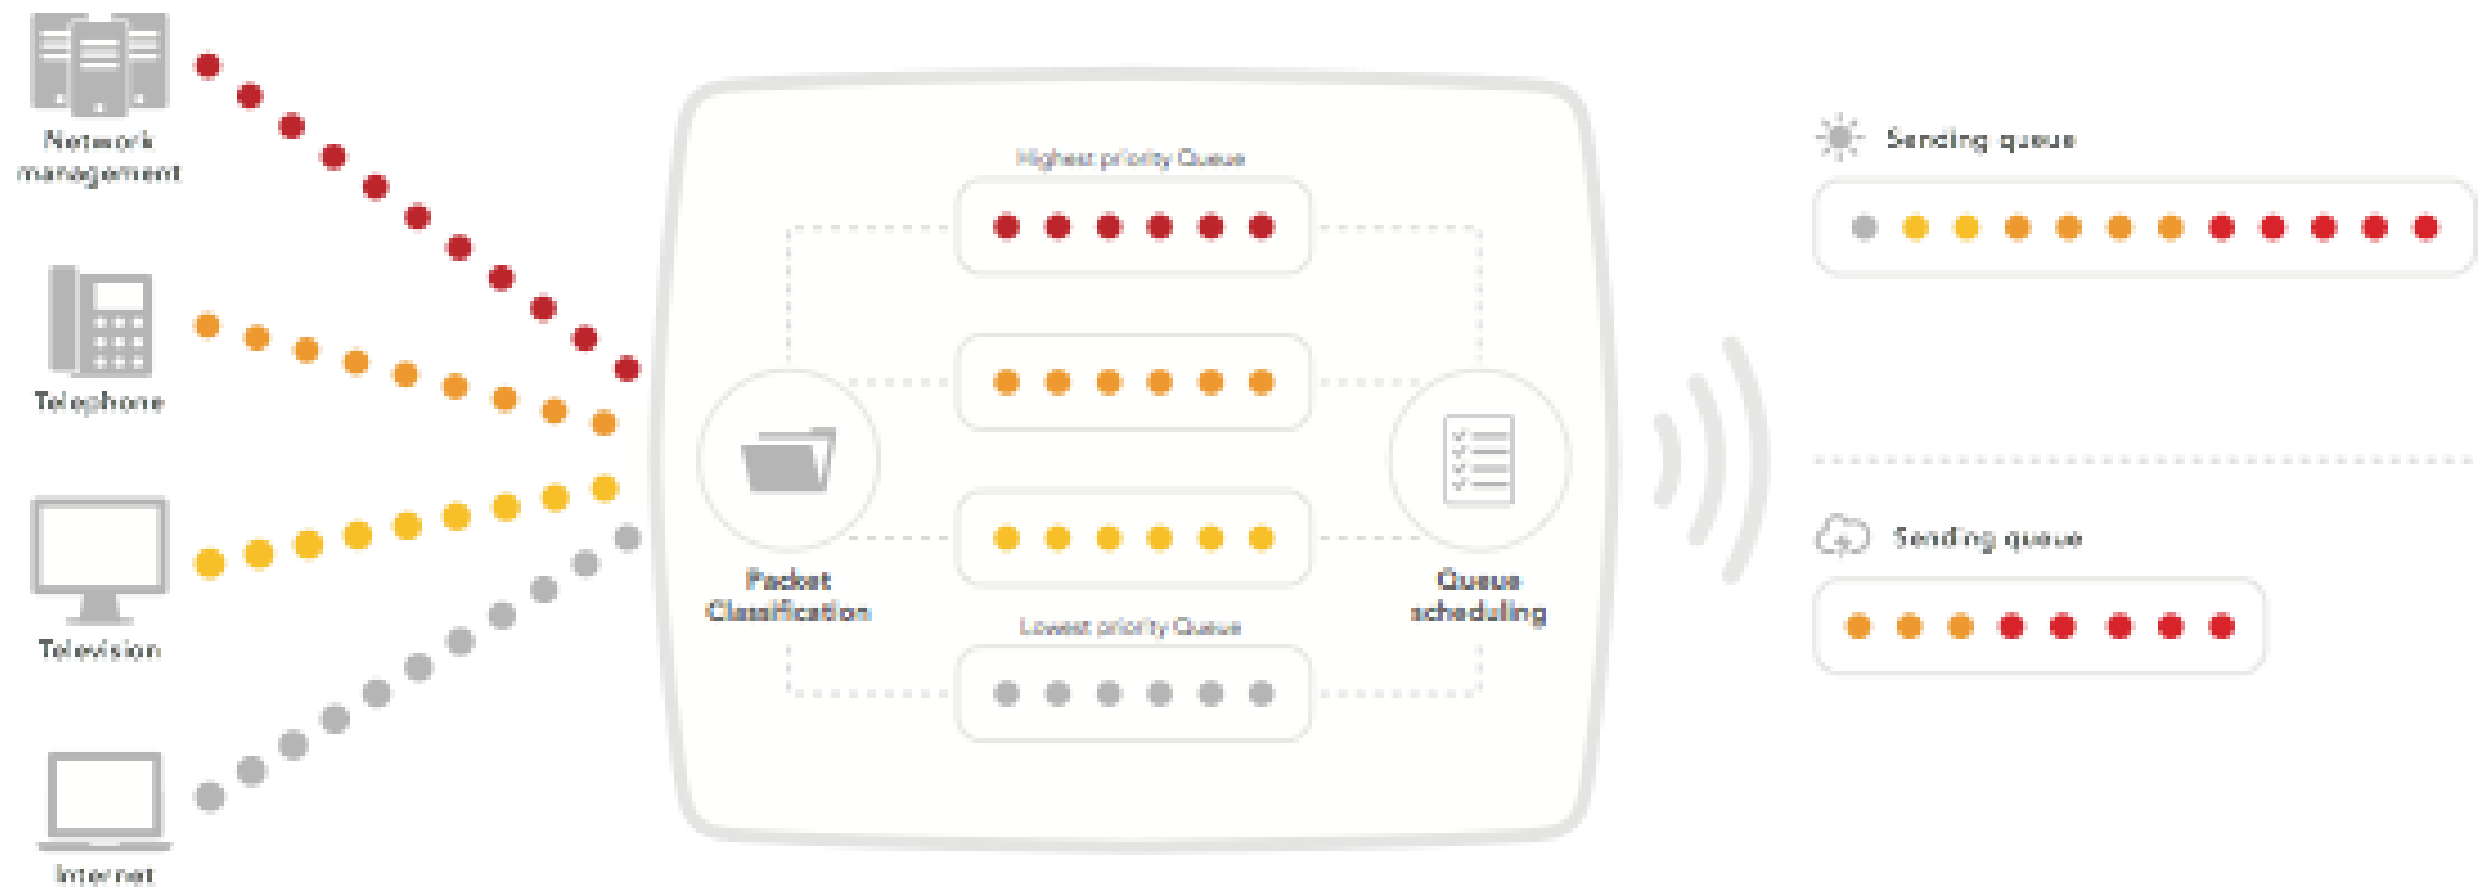 Network
management
Telephone
Television
Internet
Highest priority Queue
Packet
Classification
Lowest priority Queue
Queue
scheduling
Sending queue
Sending queue